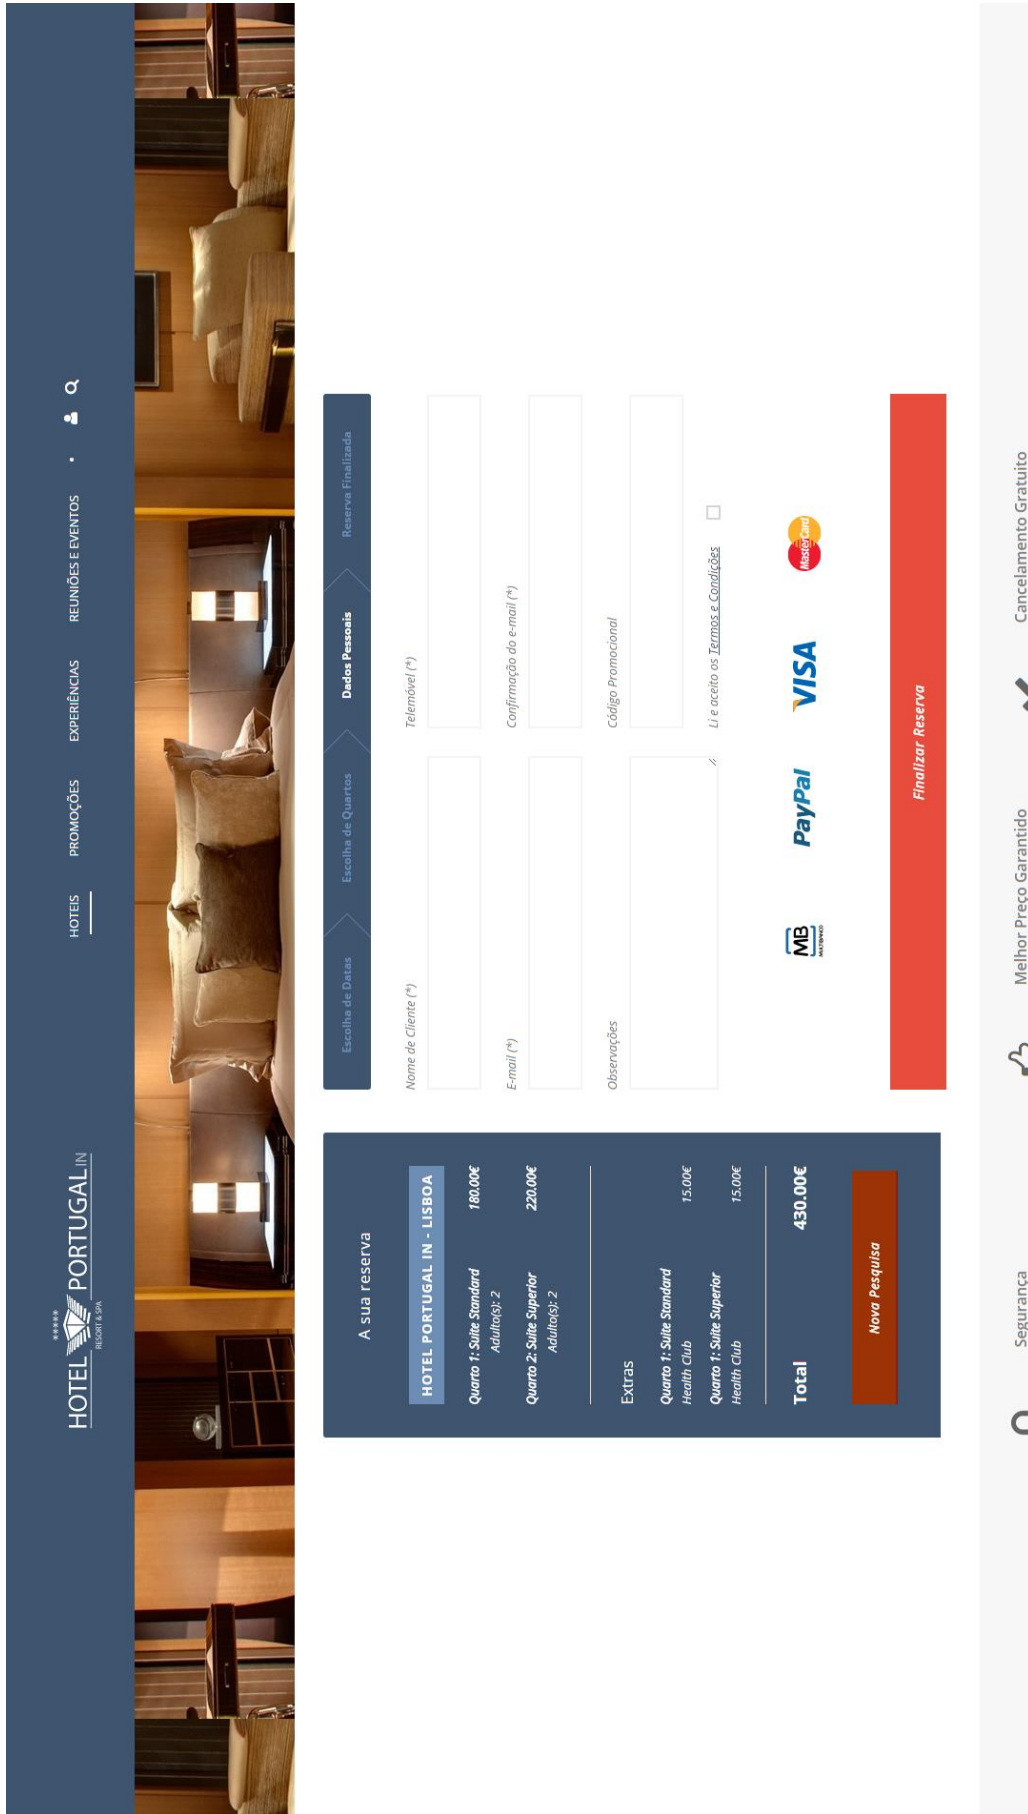 HOTEL ***** PORTUGAL IN
RESORT & SPA
HOTEIS PROMOÇÕES EXPERIÊNCIAS REUNIÕES E EVENTOS
A sua reserva
HOTEL PORTUGAL IN - LISBOA
Quarto 1: Suite Standard 180.00€
Adulto(s): 2
Quarto 2: Suite Superior 220.00€
Adulto(s): 2
Extras
Quarto 1: Suite Standard
Health Club 15.00€
Quarto 1: Suite Superior
Health Club 15.00€
Total 430.00€
Nova Pesquisa
Escolha de Datas Escolha de Quartos Dados Pessoais Reserva Finalizada
Nome de Cliente (*) Telemóvel (*)
E-mail (*) Confirmação do e-mail (*)
Observações Código Promocional
Li e aceito os Termos e Condições
MB MULTIBANCO PayPal VISA MasterCard
Finalizar Reserva
Segurança Melhor Preço Garantido Cancelamento Gratuito